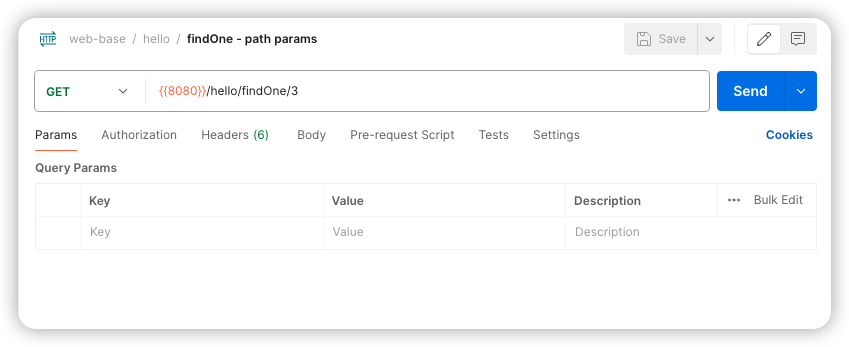 HTTP web-base / hello / findOne - path params Save
GET {{8080}}/hello/findOne/3 Send
Params Authorization Headers (6) Body Pre-request Script Tests Settings Cookies
Query Params
Key Value Description ••• Bulk Edit
Key Value Description